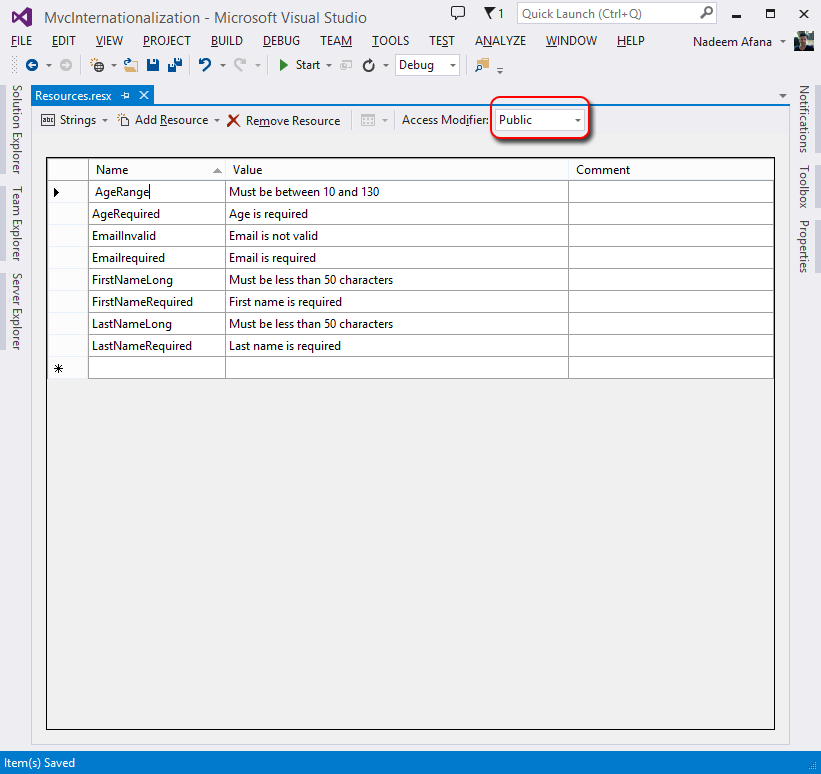 MvcInternationalization - Microsoft Visual Studio
1
Quick Launch (Ctrl+Q)
FILE EDIT VIEW PROJECT BUILD DEBUG TEAM TOOLS TEST ANALYZE WINDOW HELP Nadeem Afana
Start Debug
Resources.resx
abc Strings Add Resource Remove Resource Access Modifier: Public
Name Value Comment
AgeRange Must be between 10 and 130
AgeRequired Age is required
EmailInvalid Email is not valid
Emailrequired Email is required
FirstNameLong Must be less than 50 characters
FirstNameRequired First name is required
LastNameLong Must be less than 50 characters
LastNameRequired Last name is required
Solution Explorer
Team Explorer
Server Explorer
Notifications
Toolbox
Properties
Item(s) Saved